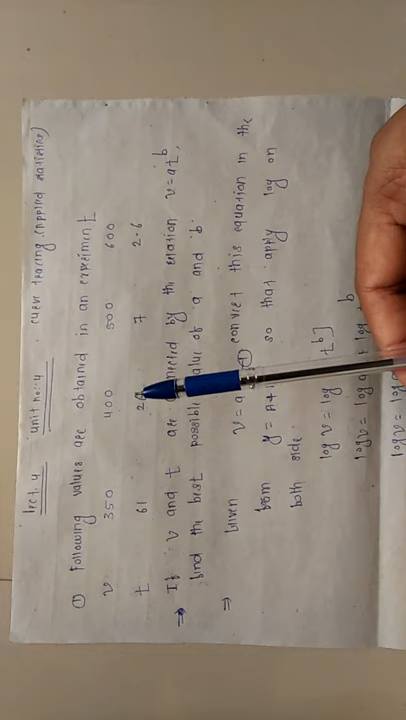 lect. 4 unit no:-4 . curve tracing (applied statistics)
① Following values are obtained in an experiment
v 350 400 500 600
t 61 26 7 2.6
⇒ If v and t are connected by the relation v = at^b,
find the best possible value of a and b.
⇒ Given v = a ① convert this equation in the
form y = A+ so that apply log on
both side
log v = log t^b]
log v = log a + log b
log v = log